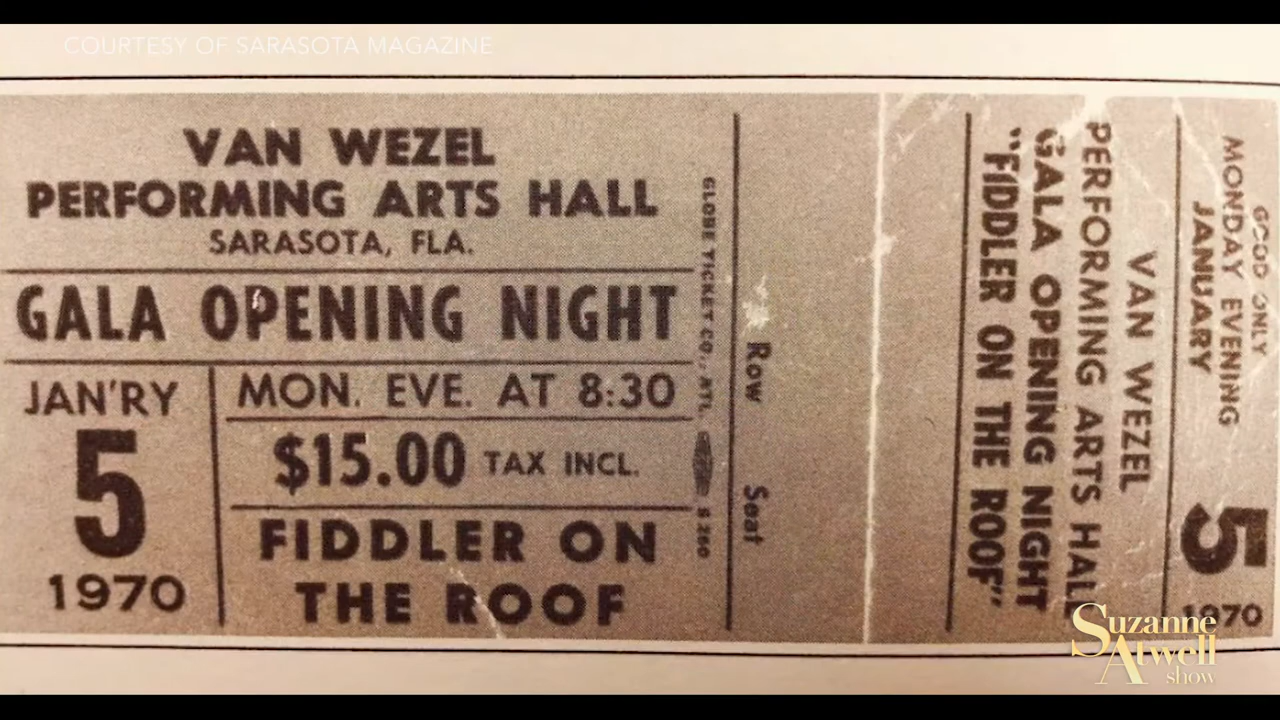 COURTESY OF SARASOTA MAGAZINE
VAN WEZEL
PERFORMING ARTS HALL
SARASOTA, FLA.
GALA OPENING NIGHT
JAN'RY
5
1970
MON. EVE. AT 8:30
$15.00 TAX INCL.
FIDDLER ON
THE ROOF
GLOBE TICKET CO., ATL. S 260
Row Seat
GOOD ONLY
MONDAY EVENING
JANUARY
5
1970
VAN WEZEL
PERFORMING ARTS HALL
GALA OPENING NIGHT
"FIDDLER ON THE ROOF"
Suzanne
Atwell
show